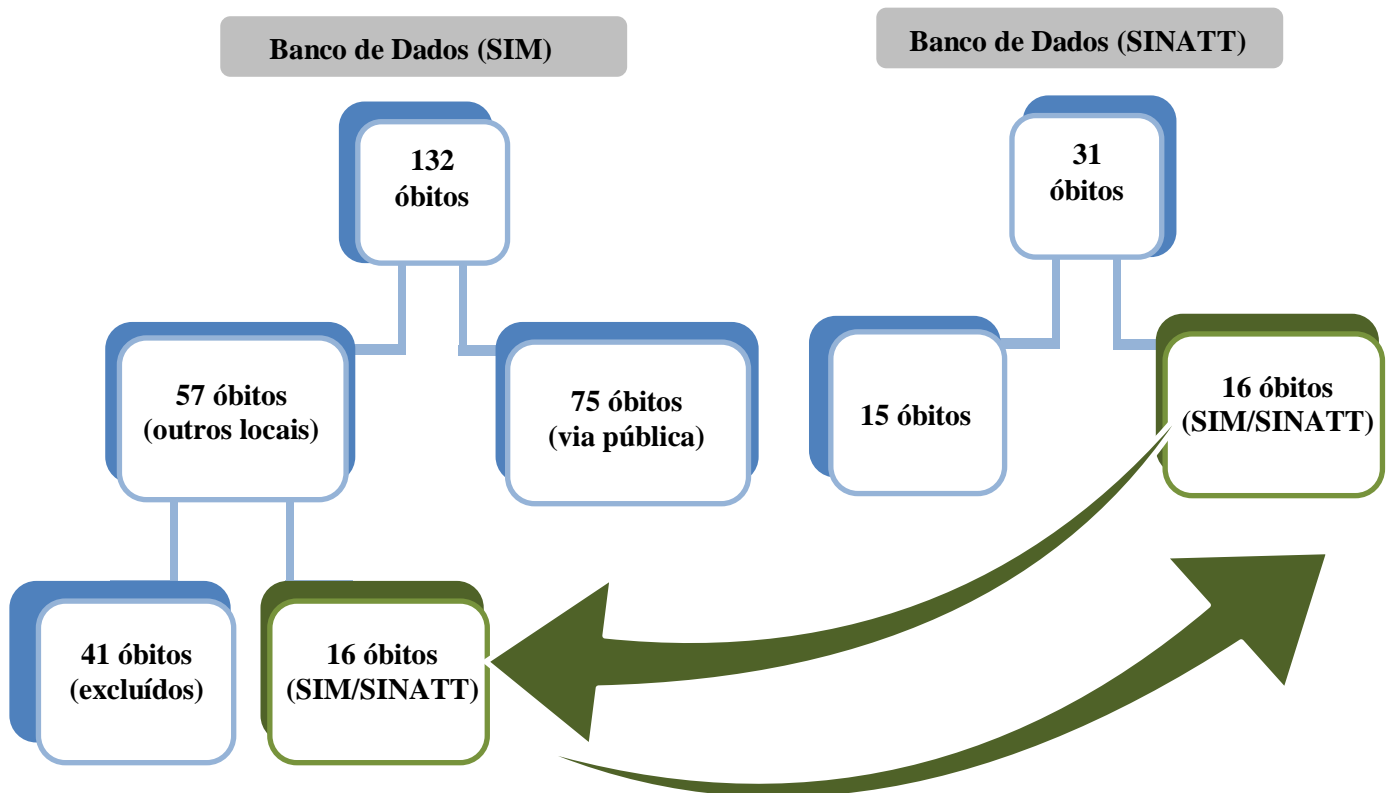 Banco de Dados (SIM)
Banco de Dados (SINATT)
132
óbitos
31
óbitos
57 óbitos
(outros locais)
75 óbitos
(via pública)
15 óbitos
16 óbitos
(SIM/SINATT)
41 óbitos
(excluídos)
16 óbitos
(SIM/SINATT)